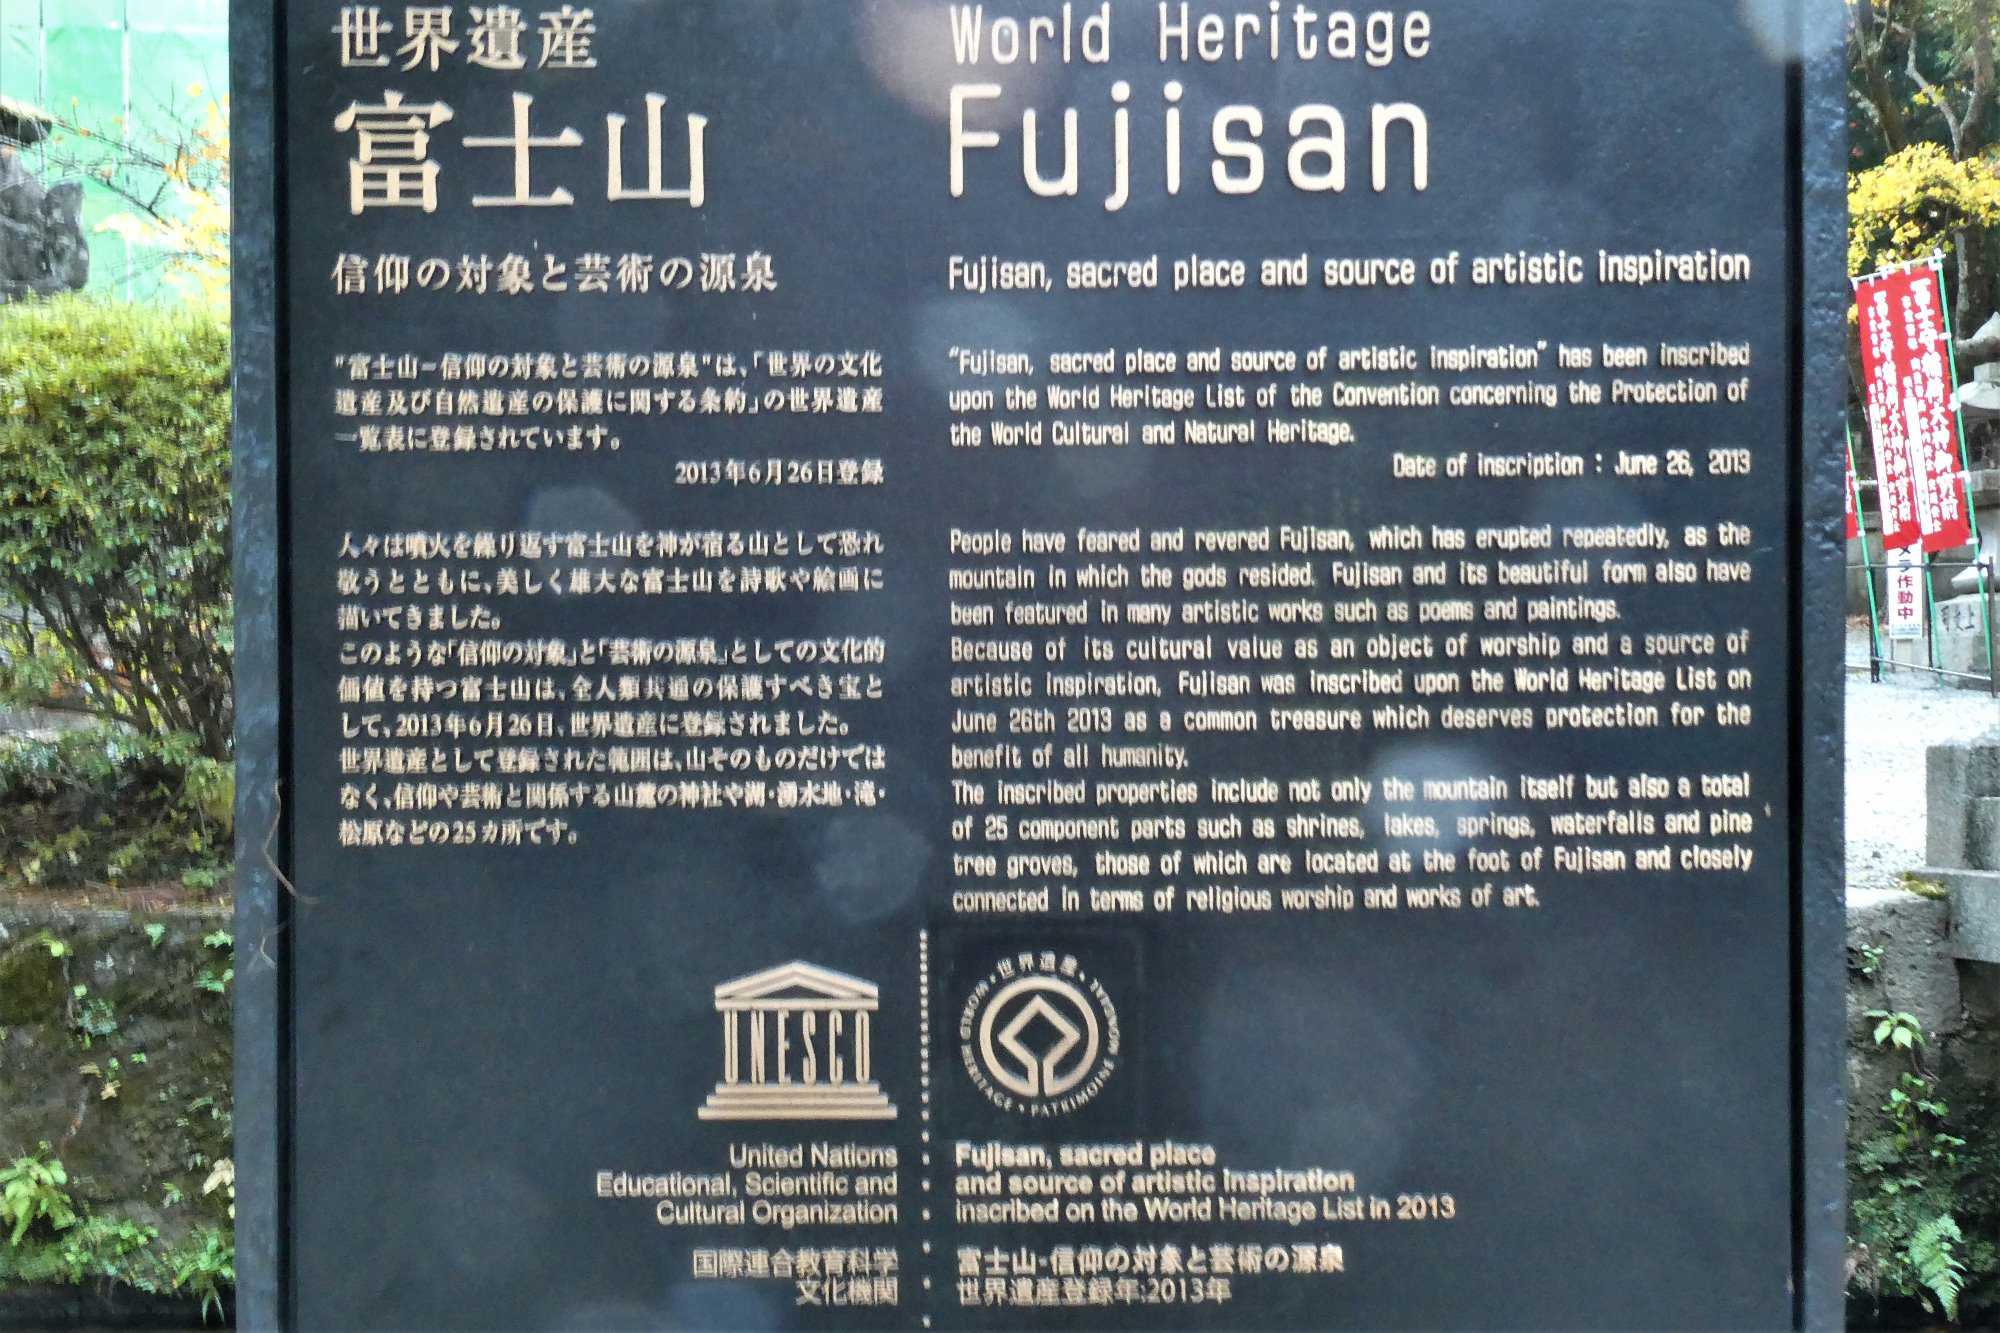 世界遺産
富士山
信仰の対象と芸術の源泉
"富士山−信仰の対象と芸術の源泉"は、「世界の文化
遺産及び自然遺産の保護に関する条約」の世界遺産
一覧表に登録されています。
2013年6月26日登録
人々は噴火を繰り返す富士山を神が宿る山として恐れ
敬うとともに、美しく雄大な富士山を詩歌や絵画に
描いてきました。
このような「信仰の対象」と「芸術の源泉」としての文化的
価値を持つ富士山は、全人類共通の保護すべき宝と
して、2013年6月26日、世界遺産に登録されました。
世界遺産として登録された範囲は、山そのものだけでは
なく、信仰や芸術と関係する山麓の神社や湖・湧水地・滝・
松原などの25カ所です。
World Heritage
Fujisan
Fujisan, sacred place and source of artistic inspiration
"Fujisan, sacred place and source of artistic inspiration" has been inscribed
upon the World Heritage List of the Convention concerning the Protection of
the World Cultural and Natural Heritage.
Date of inscription : June 26, 2013
People have feared and revered Fujisan, which has erupted repeatedly, as the
mountain in which the gods resided. Fujisan and its beautiful form also have
been featured in many artistic works such as poems and paintings.
Because of its cultural value as an object of worship and a source of
artistic inspiration, Fujisan was inscribed upon the World Heritage List on
June 26th 2013 as a common treasure which deserves protection for the
benefit of all humanity.
The inscribed properties include not only the mountain itself but also a total
of 25 component parts such as shrines, lakes, springs, waterfalls and pine
tree groves, those of which are located at the foot of Fujisan and closely
connected in terms of religious worship and works of art.
UNESCO
United Nations
Educational, Scientific and
Cultural Organization
国際連合教育科学
文化機関
世界遺産・PATRIMOINE MONDIAL・WORLD HERITAGE・
Fujisan, sacred place
and source of artistic inspiration
inscribed on the World Heritage List in 2013
富士山-信仰の対象と芸術の源泉
世界遺産登録年:2013年
作動中